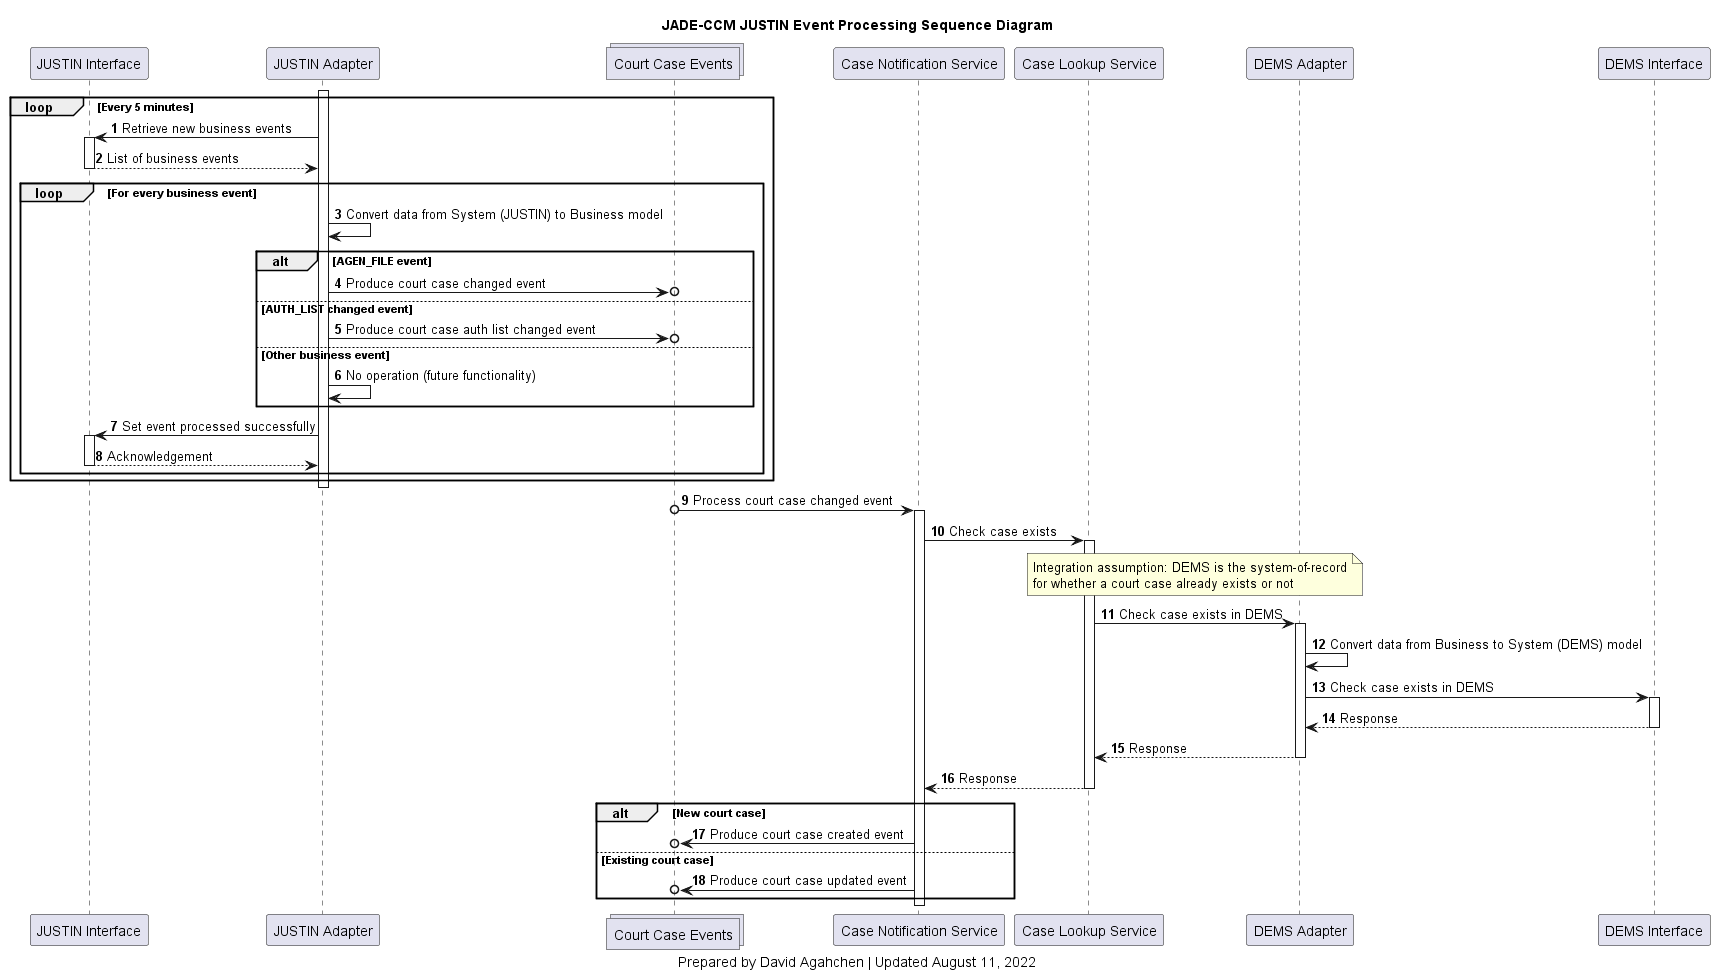 JADE-CCM JUSTIN Event Processing Sequence Diagram
JUSTIN Interface
JUSTIN Adapter
Court Case Events
Case Notification Service
Case Lookup Service
DEMS Adapter
DEMS Interface
loop [Every 5 minutes]
1 Retrieve new business events
2 List of business events
loop [For every business event]
3 Convert data from System (JUSTIN) to Business model
alt [AGEN_FILE event]
4 Produce court case changed event
[AUTH_LIST changed event]
5 Produce court case auth list changed event
[Other business event]
6 No operation (future functionality)
7 Set event processed successfully
8 Acknowledgement
9 Process court case changed event
10 Check case exists
Integration assumption: DEMS is the system-of-record
for whether a court case already exists or not
11 Check case exists in DEMS
12 Convert data from Business to System (DEMS) model
13 Check case exists in DEMS
14 Response
15 Response
16 Response
alt [New court case]
17 Produce court case created event
[Existing court case]
18 Produce court case updated event
JUSTIN Interface
JUSTIN Adapter
Court Case Events
Case Notification Service
Case Lookup Service
DEMS Adapter
DEMS Interface
Prepared by David Agahchen | Updated August 11, 2022